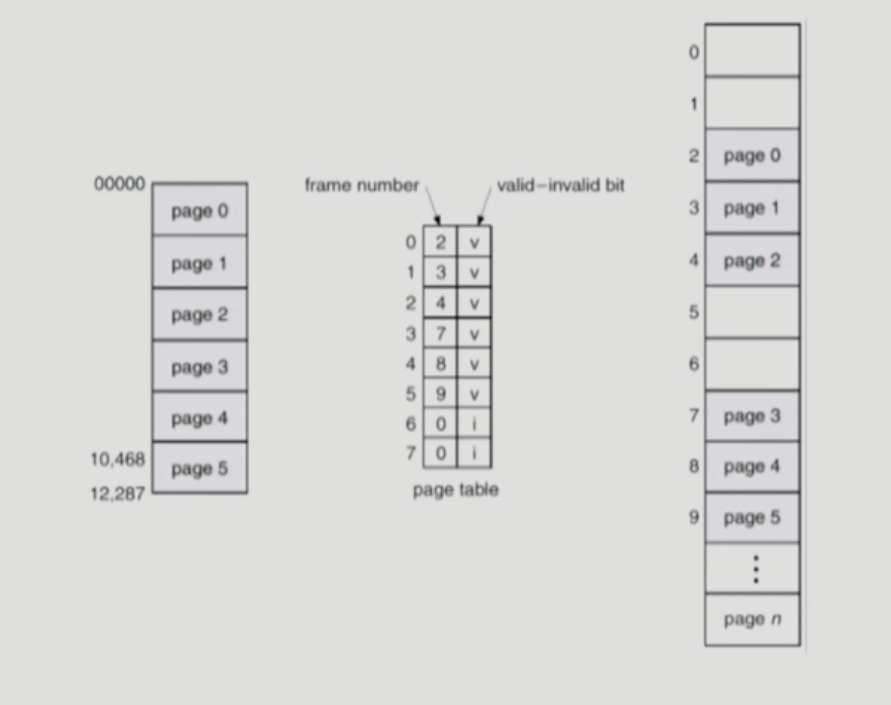 00000
page 0
page 1
page 2
page 3
page 4
10,468
page 5
12,287
frame number
valid–invalid bit
0 2 v
1 3 v
2 4 v
3 7 v
4 8 v
5 9 v
6 0 i
7 0 i
page table
0
1
2 page 0
3 page 1
4 page 2
5
6
7 page 3
8 page 4
9 page 5
⋮
page n